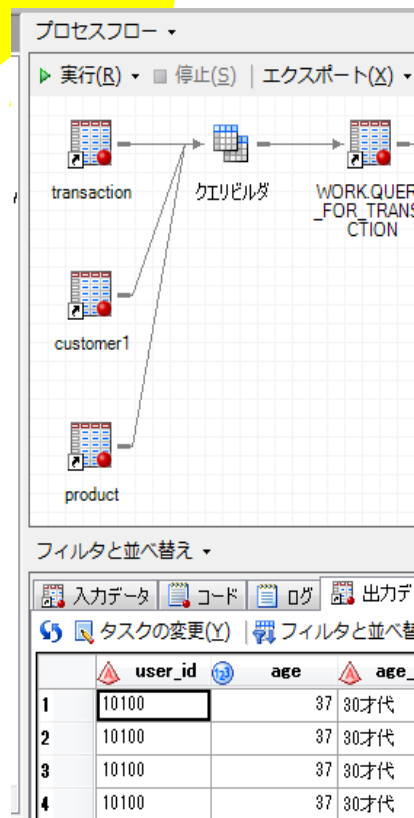 プロセスフロー
実行(R) 停止(S) エクスポート(X)
transaction クエリビルダ WORK.QUER
_FOR_TRANS
CTION
customer1
product
フィルタと並べ替え
入力データ コード ログ 出力デ
タスクの変更(Y) フィルタと並べ替
user_id age age_
1 10100 37 30才代
2 10100 37 30才代
3 10100 37 30才代
4 10100 37 30才代